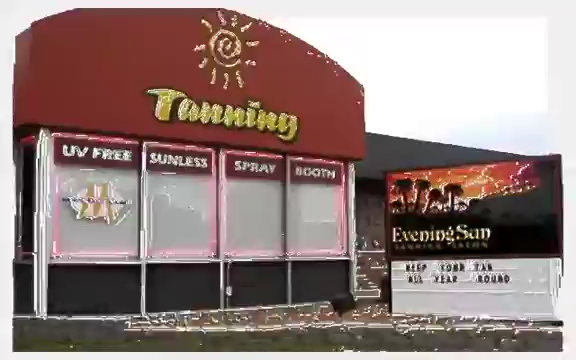 Tanning
UV FREE
SUNLESS
SPRAY
BOOTH
EveningSun
TANNING SALON
KEEP YOUR TAN
ALL YEAR ROUND